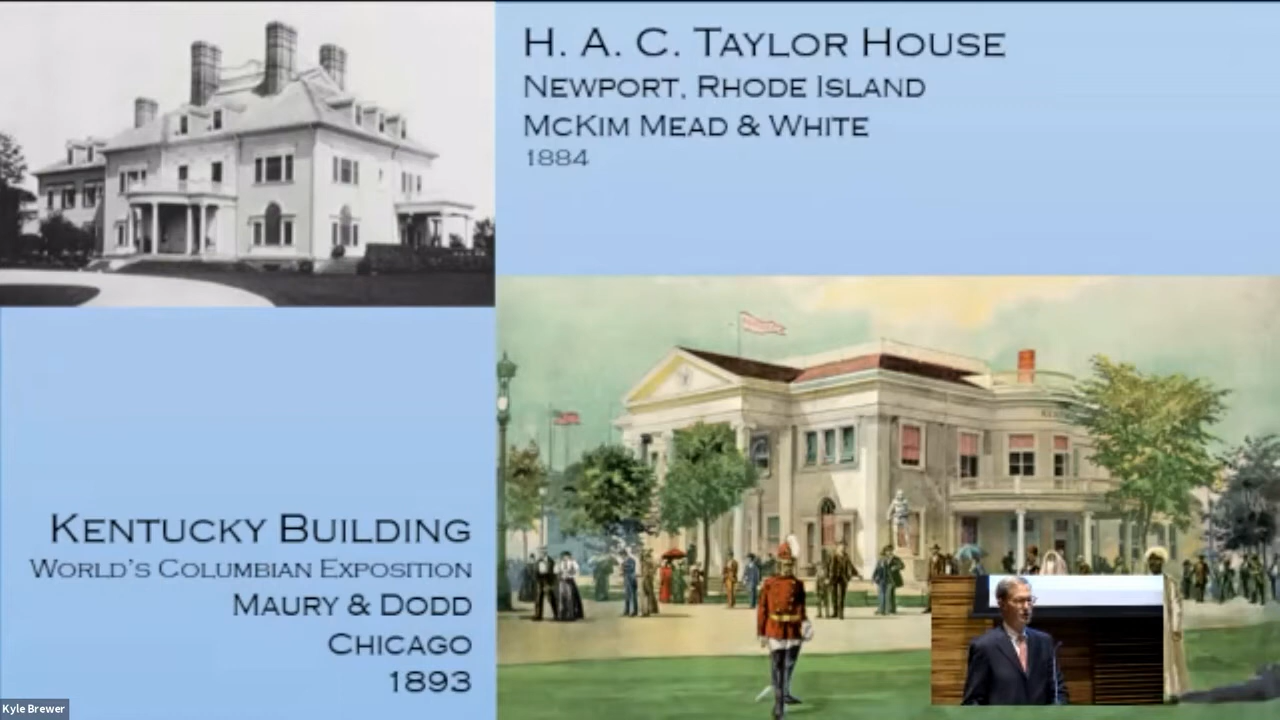 H. A. C. Taylor House
Newport, Rhode Island
McKim Mead & White
1884
Kentucky Building
World's Columbian Exposition
Maury & Dodd
Chicago
1893
Kyle Brewer